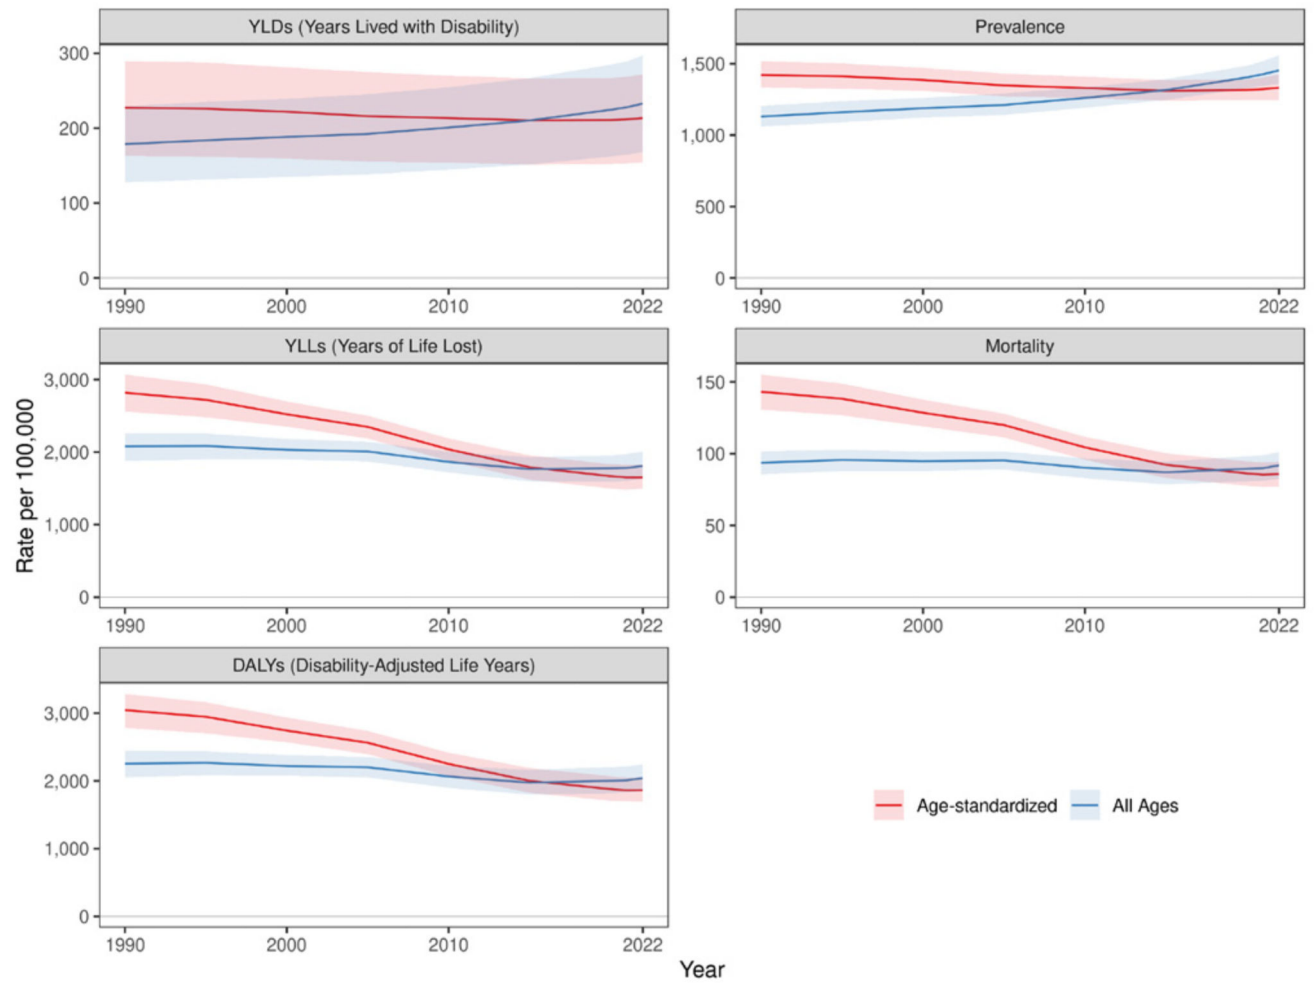 YLDs (Years Lived with Disability)
300
200
100
0
1990 2000 2010 2022
Prevalence
1,500
1,000
500
0
1990 2000 2010 2022
YLLs (Years of Life Lost)
3,000
2,000
1,000
0
1990 2000 2010 2022
Mortality
150
100
50
0
1990 2000 2010 2022
DALYs (Disability-Adjusted Life Years)
3,000
2,000
1,000
0
1990 2000 2010 2022
Rate per 100,000
Year
Age-standardized All Ages